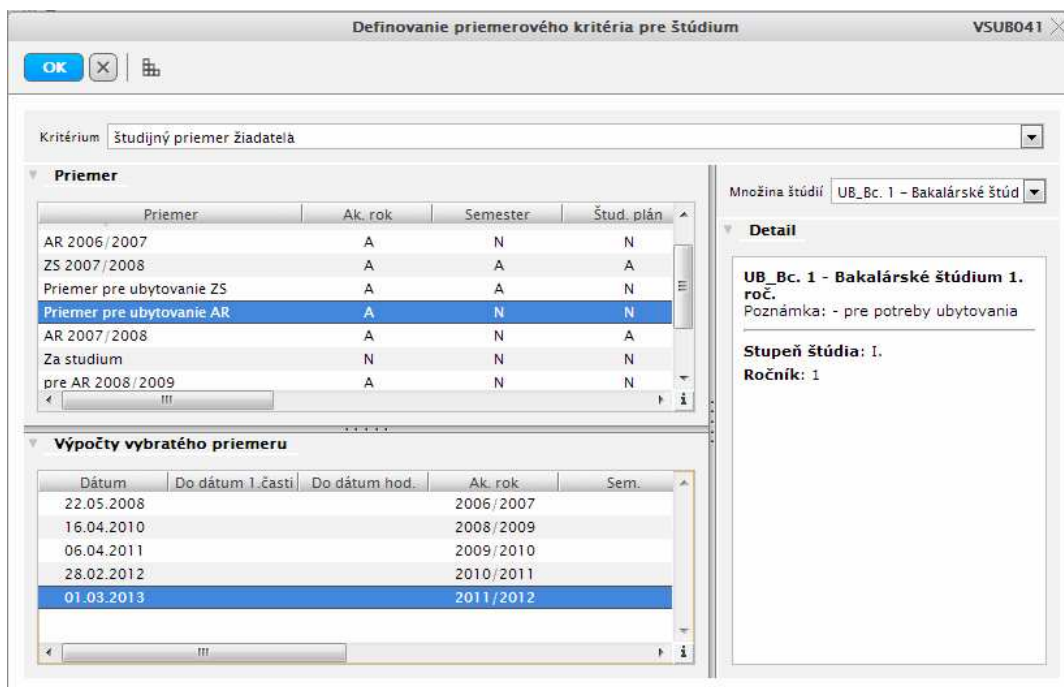 Definovanie priemerového kritéria pre štúdium VSUB041
OK
Kritérium študijný priemer žiadateľa
Priemer
Priemer Ak. rok Semester Štud. plán
AR 2006/2007 A N N
ZS 2007/2008 A A A
Priemer pre ubytovanie ZS A A N
Priemer pre ubytovanie AR A N N
AR 2007/2008 A N A
Za studium N N N
pre AR 2008/2009 A N N
Výpočty vybratého priemeru
Dátum Do dátum 1.časti Do dátum hod. Ak. rok Sem.
22.05.2008 2006/2007
16.04.2010 2008/2009
06.04.2011 2009/2010
28.02.2012 2010/2011
01.03.2013 2011/2012
Množina štúdií UB_Bc. 1 - Bakalárské štúd
Detail
UB_Bc. 1 - Bakalárské štúdium 1.
roč.
Poznámka: - pre potreby ubytovania
Stupeň štúdia: I.
Ročník: 1